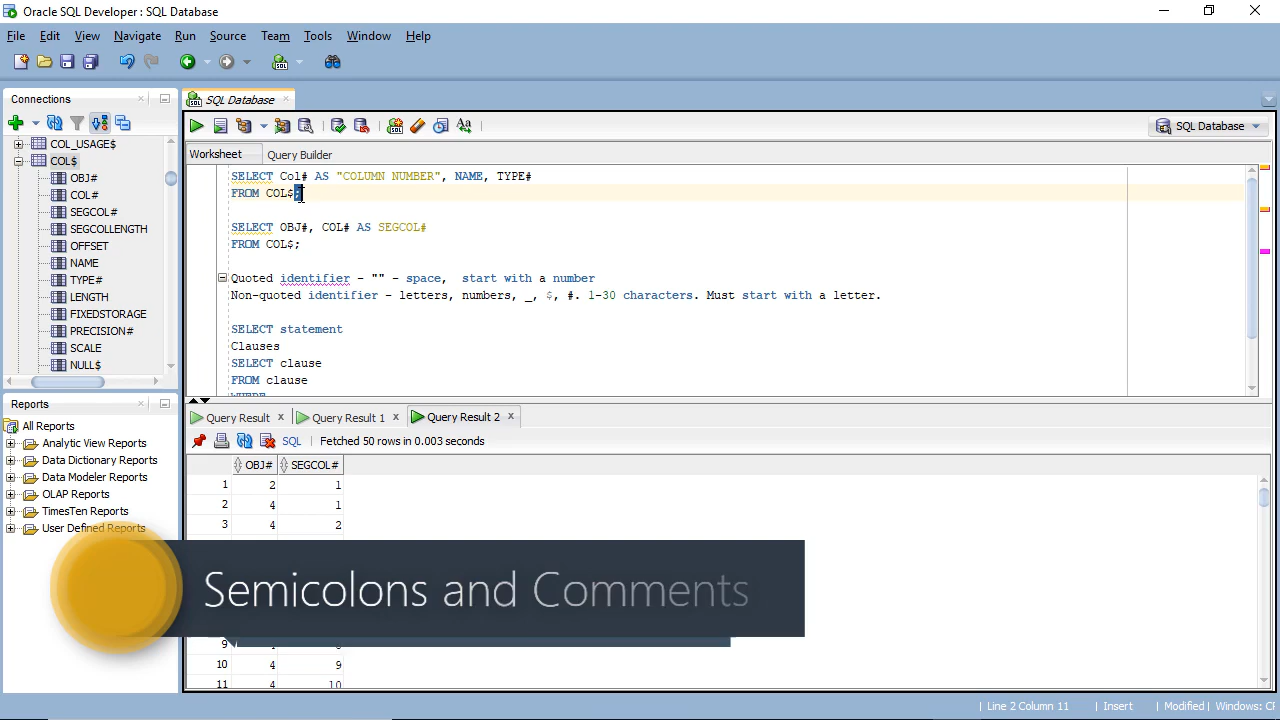 Oracle SQL Developer : SQL Database
File Edit View Navigate Run Source Team Tools Window Help
Connections
COL_USAGE$
COL$
OBJ#
COL#
SEGCOL#
SEGCOLLENGTH
OFFSET
NAME
TYPE#
LENGTH
FIXEDSTORAGE
PRECISION#
SCALE
NULL$
Reports
All Reports
Analytic View Reports
Data Dictionary Reports
Data Modeler Reports
OLAP Reports
TimesTen Reports
User Defined Reports
SQL Database
SQL Database
Worksheet Query Builder
SELECT Col# AS "COLUMN NUMBER", NAME, TYPE#
FROM COL$;
SELECT OBJ#, COL# AS SEGCOL#
FROM COL$;
Quoted identifier - "" - space, start with a number
Non-quoted identifier - letters, numbers, _, $, #. 1-30 characters. Must start with a letter.
SELECT statement
Clauses
SELECT clause
FROM clause
WHERE
Query Result Query Result 1 Query Result 2
SQL Fetched 50 rows in 0.003 seconds
OBJ# SEGCOL#
1 2 1
2 4 1
3 4 2
Semicolons and Comments
9
10 4 9
11 4 10
Line 2 Column 11 Insert Modified Windows: CF